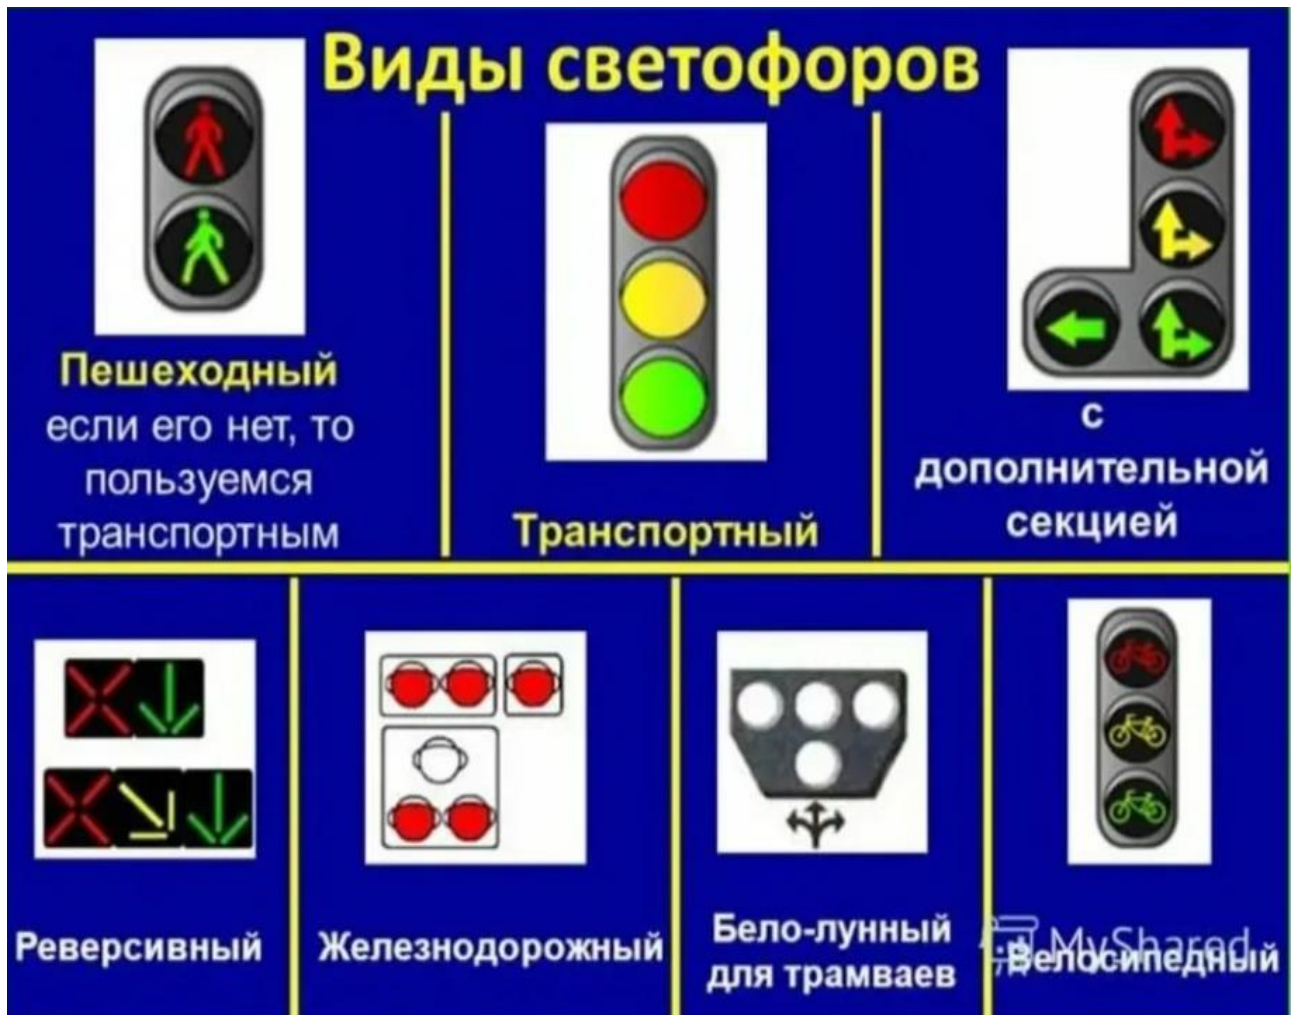 Виды светофоров
Пешеходный
если его нет, то
пользуемся
транспортным
Транспортный
с
дополнительной
секцией
Реверсивный
Железнодорожный
Бело-лунный
для трамваев
MyShared
Велосипедный